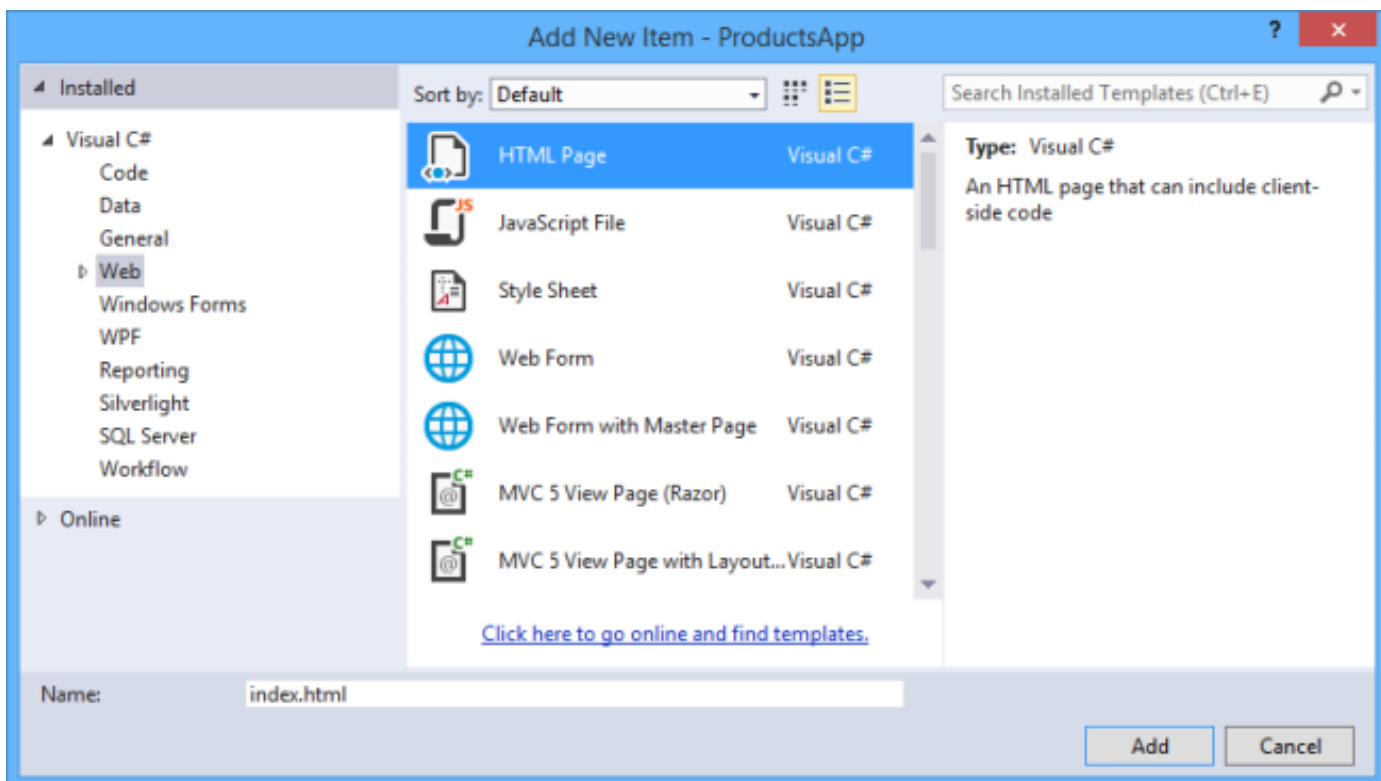 Add New Item - ProductsApp
?
Installed
Sort by: Default
Search Installed Templates (Ctrl+E)
Visual C#
Code
Data
General
Web
Windows Forms
WPF
Reporting
Silverlight
SQL Server
Workflow
Online
HTML Page Visual C#
JS
JavaScript File Visual C#
Style Sheet Visual C#
Web Form Visual C#
Web Form with Master Page Visual C#
C#
@
MVC 5 View Page (Razor) Visual C#
C#
@
MVC 5 View Page with Layout... Visual C#
Click here to go online and find templates.
Type: Visual C#
An HTML page that can include client-
side code
Name: index.html
Add Cancel